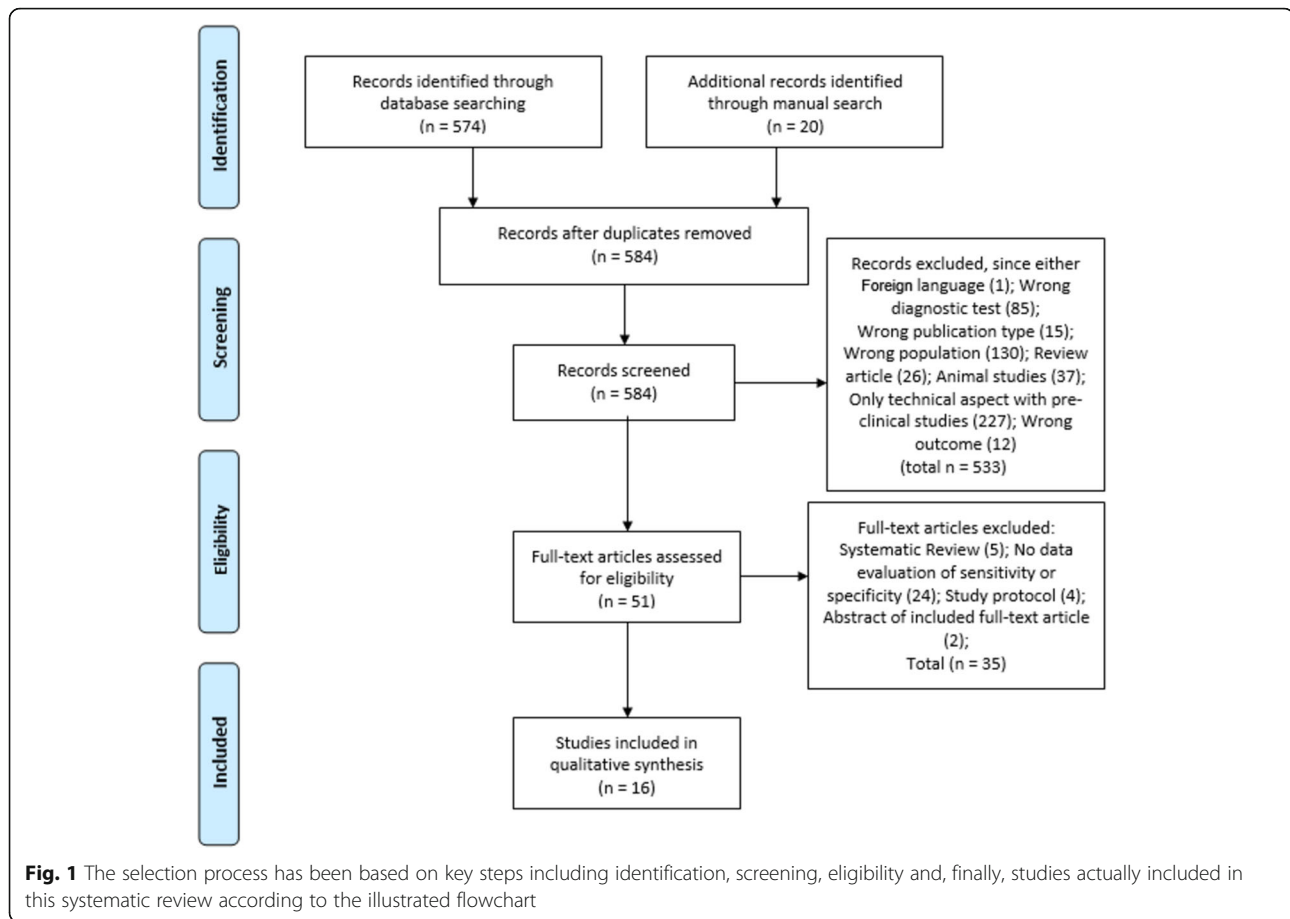 Identification
Records identified through
database searching
(n = 574)
Additional records identified
through manual search
(n = 20)
Records after duplicates removed
(n = 584)
Screening
Records screened
(n = 584)
Records excluded, since either
Foreign language (1); Wrong
diagnostic test (85);
Wrong publication type (15);
Wrong population (130); Review
article (26); Animal studies (37);
Only technical aspect with pre-
clinical studies (227); Wrong
outcome (12)
(total n = 533)
Eligibility
Full-text articles assessed
for eligibility
(n = 51)
Full-text articles excluded:
Systematic Review (5); No data
evaluation of sensitivity or
specificity (24); Study protocol (4);
Abstract of included full-text article
(2);
Total (n = 35)
Included
Studies included in
qualitative synthesis
(n = 16)
Fig. 1 The selection process has been based on key steps including identification, screening, eligibility and, finally, studies actually included in
this systematic review according to the illustrated flowchart